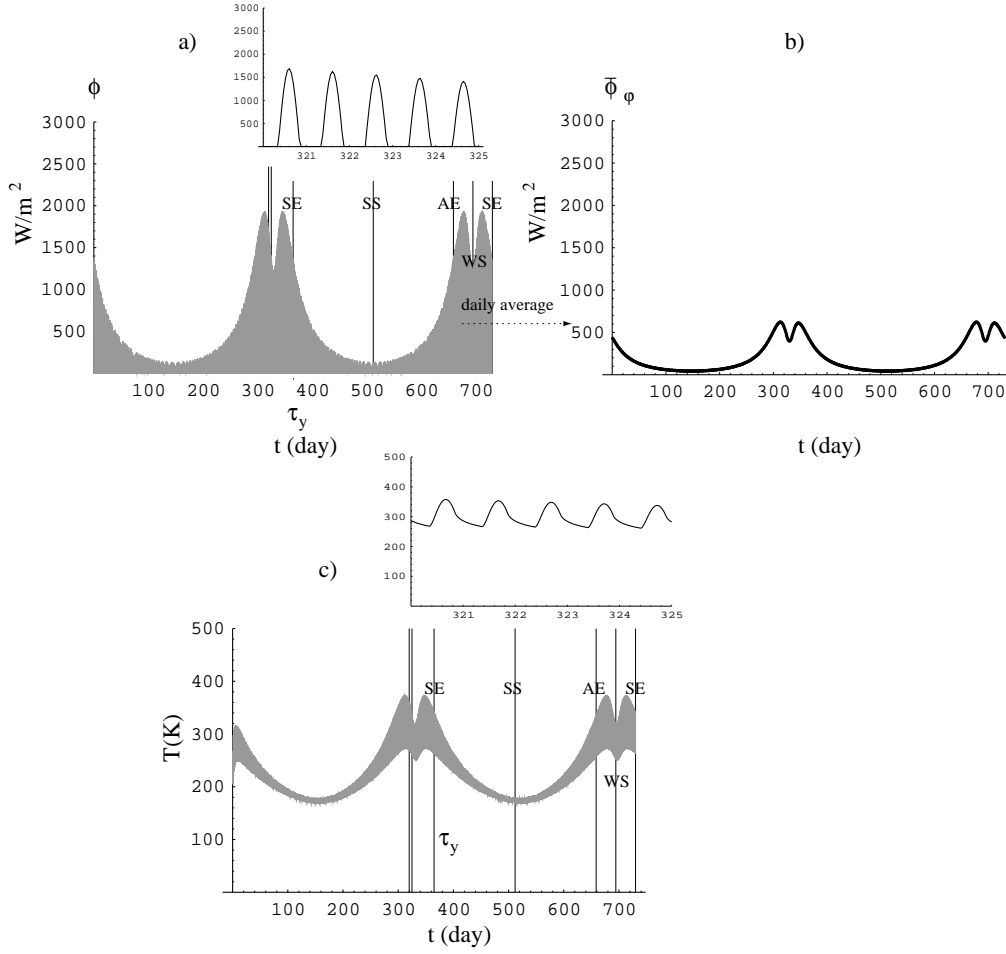 a)
3000
2500
2000
1500
1000
500
321
322
323
324
325
ϕ
W/m²
3000
2500
2000
1500
1000
500
SE
SS
AE
SE
WS
daily average
100
200
300
400
500
600
700
τ_y
t (day)
b)
ϕ̄_φ
W/m²
3000
2500
2000
1500
1000
500
100
200
300
400
500
600
700
t (day)
c)
500
400
300
200
100
321
322
323
324
325
T(K)
500
400
300
200
100
SE
SS
AE
SE
WS
τ_y
100
200
300
400
500
600
700
t (day)